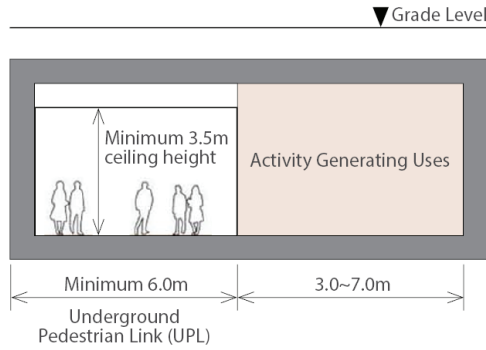 Grade Level
Minimum 3.5m
ceiling height
Activity Generating Uses
Minimum 6.0m
3.0~7.0m
Underground
Pedestrian Link (UPL)